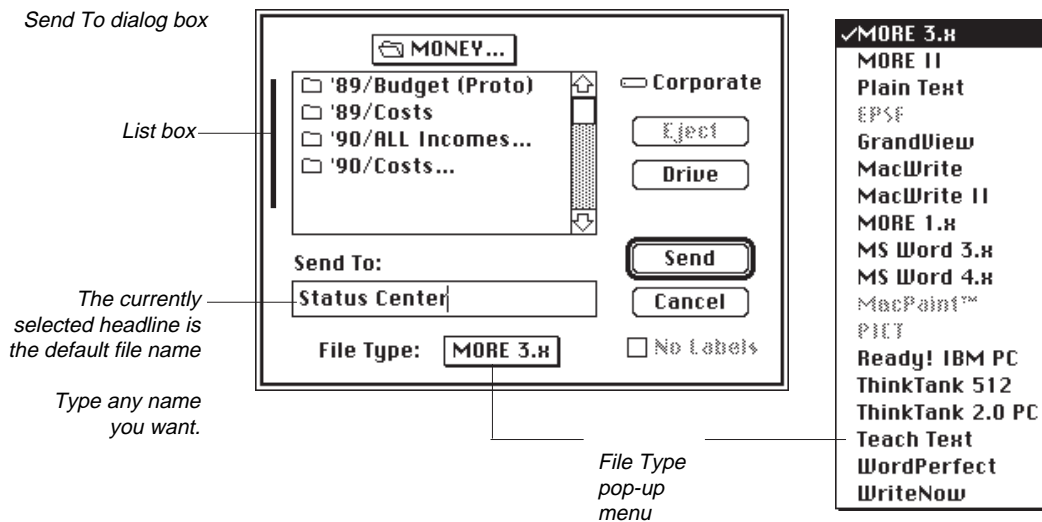 Send To dialog box
MONEY...
'89/Budget (Proto)
'89/Costs
'90/ALL Incomes...
'90/Costs...
List box
Corporate
Eject
Drive
Send To:
Status Center
Send
Cancel
The currently
selected headline is
the default file name
File Type:
MORE 3.x
No Labels
Type any name
you want.
File Type
pop-up
menu
✓MORE 3.x
MORE II
Plain Text
EPSF
GrandView
MacWrite
MacWrite II
MORE 1.x
MS Word 3.x
MS Word 4.x
MacPaint™
PICT
Ready! IBM PC
ThinkTank 512
ThinkTank 2.0 PC
Teach Text
WordPerfect
WriteNow